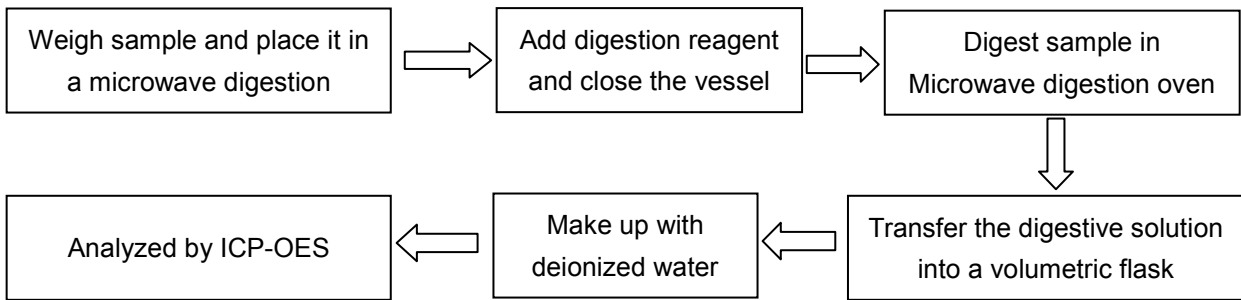 Weigh sample and place it in
a microwave digestion
Add digestion reagent
and close the vessel
Digest sample in
Microwave digestion oven
Transfer the digestive solution
into a volumetric flask
Make up with
deionized water
Analyzed by ICP-OES